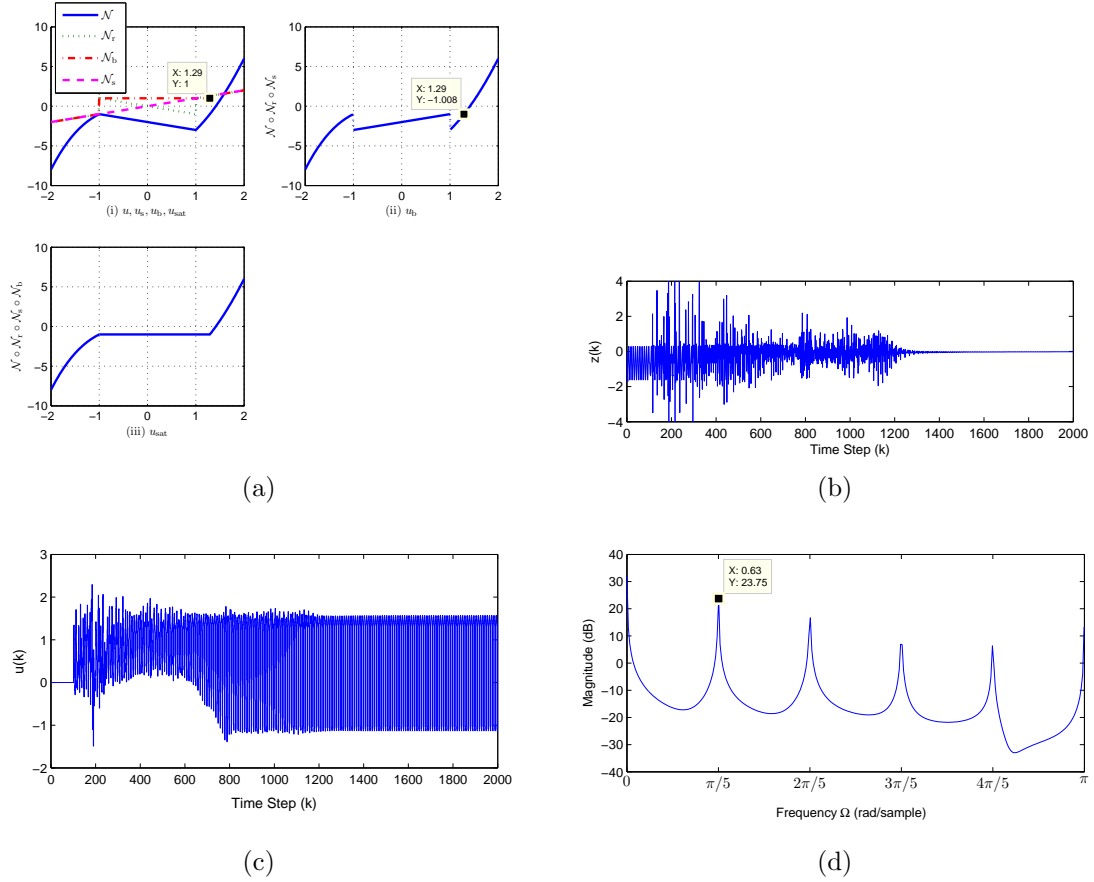 10
5
0
−5
−10
−2
−1
0
1
2
𝒩
𝒩r
𝒩b
𝒩s
X: 1.29
Y: 1
(i) u, us, ub, usat
10
5
0
−5
−10
−2
−1
0
1
2
𝒩 ∘ 𝒩r ∘ 𝒩s
X: 1.29
Y: −1.008
(ii) ub
10
5
0
−5
−10
−2
−1
0
1
2
𝒩 ∘ 𝒩r ∘ 𝒩s ∘ 𝒩b
(iii) usat
(a)
4
2
0
−2
−4
z(k)
0 200 400 600 800 1000 1200 1400 1600 1800 2000
Time Step (k)
(b)
3
2
1
0
−1
−2
u(k)
0 200 400 600 800 1000 1200 1400 1600 1800 2000
Time Step (k)
(c)
40
30
20
10
0
−10
−20
−30
−40
Magnitude (dB)
X: 0.63
Y: 23.75
0 π/5 2π/5 3π/5 4π/5 π
Frequency Ω (rad/sample)
(d)